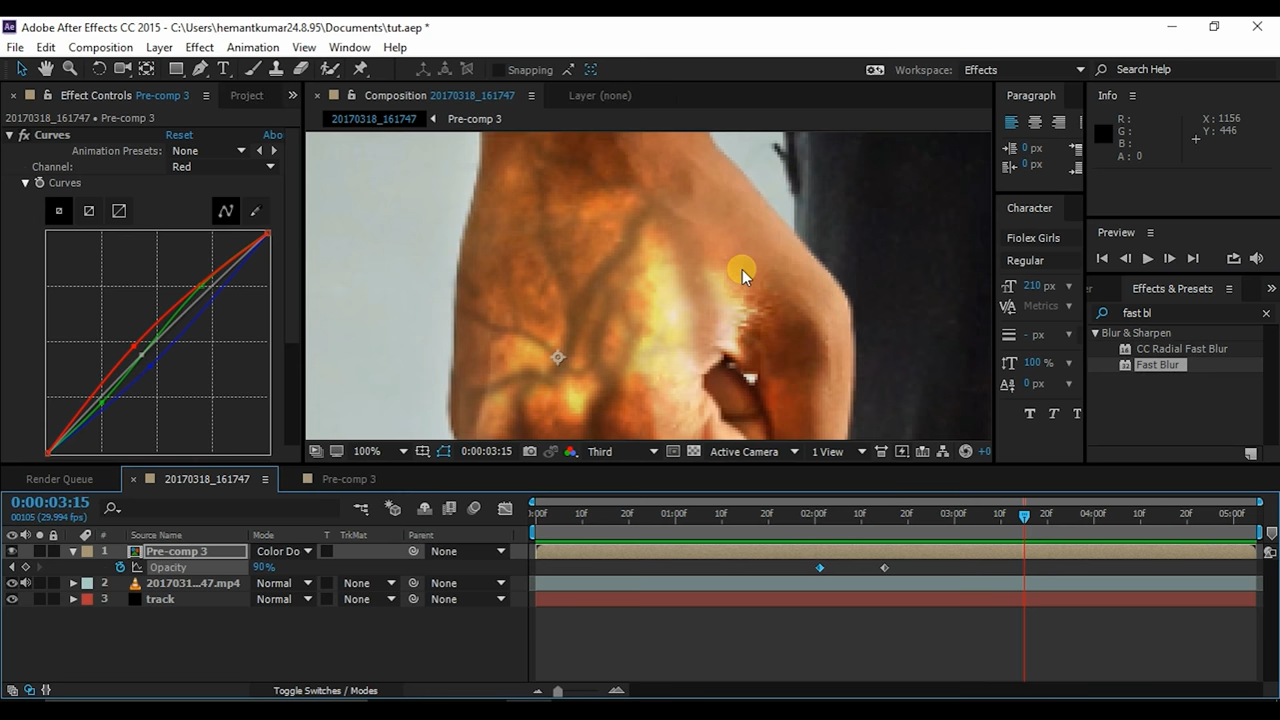 Ae Adobe After Effects CC 2015 - C:\Users\hemantkumar24.8.95\Documents\tut.aep *
File Edit Composition Layer Effect Animation View Window Help
Snapping Workspace: Effects Search Help
Effect Controls Pre-comp 3 Project Composition 20170318_161747 Layer (none) Paragraph Info
20170318_161747 • Pre-comp 3 20170318_161747 Pre-comp 3
R: X: 1156
G: Y: 446
B:
A: 0
fx Curves Reset Abo
Animation Presets: None
Channel: Red
Curves
0 px
0 px
Character
Fiolex Girls
Regular
210 px
Metrics
- px
100 %
0 px
T T T
Preview
Effects & Presets
fast bl
Blur & Sharpen
CC Radial Fast Blur
Fast Blur
100% 0:00:03:15 Third Active Camera 1 View +0
Render Queue 20170318_161747 Pre-comp 3
0:00:03:15
00105 (29.994 fps)
:00f 10f 20f 01:00f 10f 20f 02:00f 10f 20f 03:00f 10f 20f 04:00f 10f 20f 05:00f
# Source Name Mode T TrkMat Parent
1 Pre-comp 3 Color Do None
Opacity 90%
2 2017031...47.mp4 Normal None None
3 track Normal None None
Toggle Switches / Modes